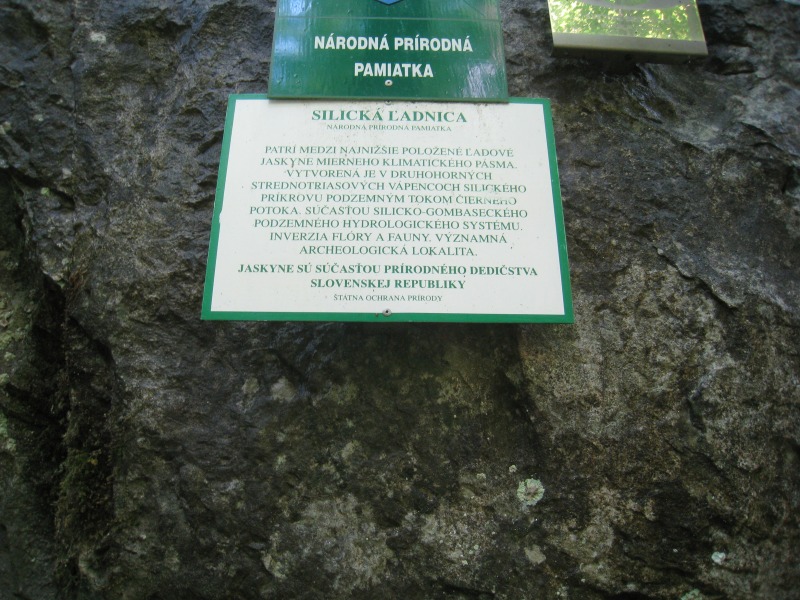 NÁRODNÁ PRÍRODNÁ
PAMIATKA
SILICKÁ ĽADNICA
NÁRODNÁ PRÍRODNÁ PAMIATKA
PATRÍ MEDZI NAJNIŽŠIE POLOŽENÉ ĽADOVÉ
JASKYNE MIERNEHO KLIMATICKÉHO PÁSMA.
VYTVORENÁ JE V DRUHOHORNÝCH
STREDNOTRIASOVÝCH VÁPENCOCH SILICKÉHO
PRÍKROVU PODZEMNÝM TOKOM ČIERNEHO
POTOKA. SÚČASŤOU SILICKO-GOMBASECKÉHO
PODZEMNÉHO HYDROLOGICKÉHO SYSTÉMU.
INVERZIA FLÓRY A FAUNY. VÝZNAMNÁ
ARCHEOLOGICKÁ LOKALITA.
JASKYNE SÚ SÚČASŤOU PRÍRODNÉHO DEDIČSTVA
SLOVENSKEJ REPUBLIKY
ŠTÁTNA OCHRANA PRÍRODY